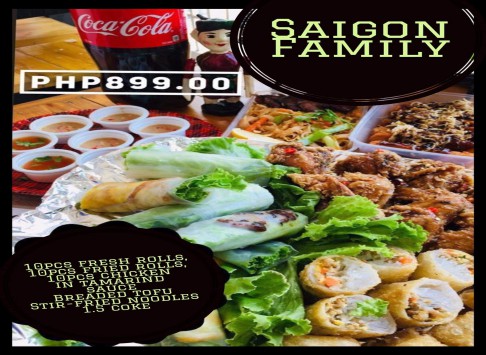 Coca-Cola
SAIGON
FAMILY
PHP899.00
10PCS FRESH ROLLS,
10PCS FRIED ROLLS,
10PCS CHICKEN
IN TAMARIND
SAUCE
BREADED TOFU
STIR-FRIED NOODLES
1.5 COKE